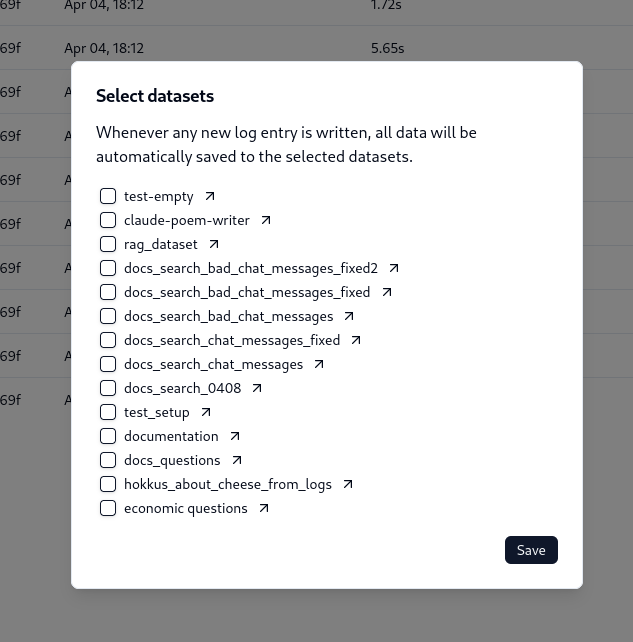 69f Apr 04, 18:12 1.72s
69f Apr 04, 18:12 5.65s
69f A
69f A
69f A
69f A
69f A
69f A
69f A
69f A
Select datasets
Whenever any new log entry is written, all data will be
automatically saved to the selected datasets.
test-empty
claude-poem-writer
rag_dataset
docs_search_bad_chat_messages_fixed2
docs_search_bad_chat_messages_fixed
docs_search_bad_chat_messages
docs_search_chat_messages_fixed
docs_search_chat_messages
docs_search_0408
test_setup
documentation
docs_questions
hokkus_about_cheese_from_logs
economic questions
Save